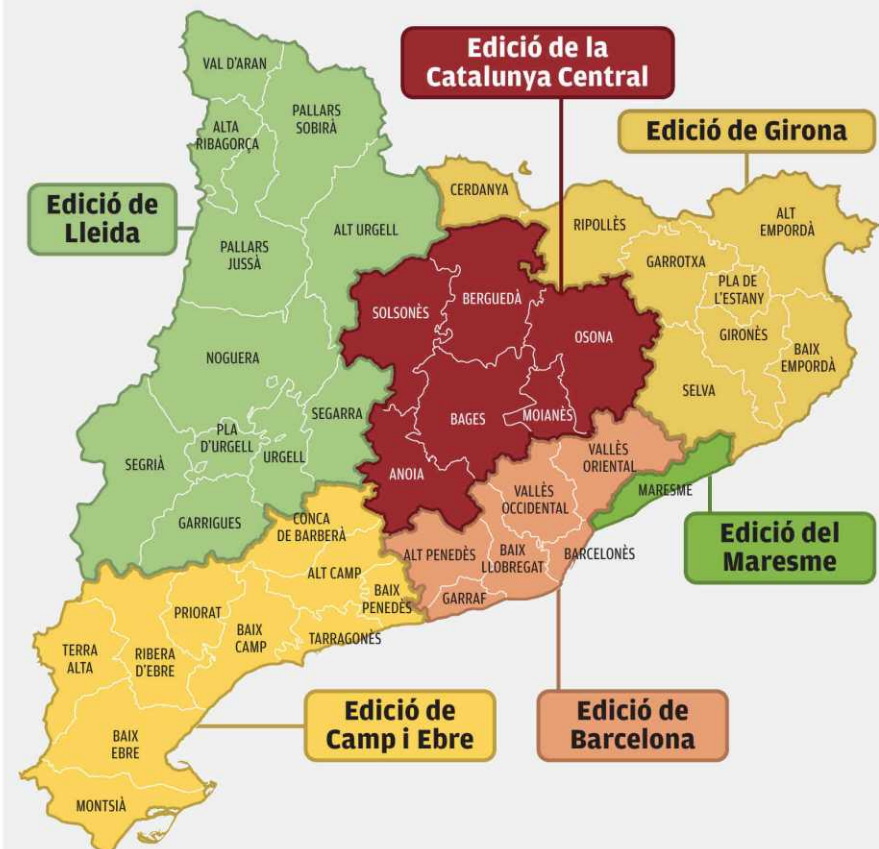 Edició de la
Catalunya Central
Edició de Girona
Edició de
Lleida
VAL D'ARAN
PALLARS
SOBIRÀ
ALTA
RIBAGORÇA
CERDANYA
RIPOLLÈS
ALT
EMPORDÀ
ALT URGELL
PALLARS
JUSSÀ
GARROTXA
PLA DE
L'ESTANY
SOLSONÈS
BERGUEDÀ
OSONA
GIRONÈS
BAIX
EMPORDÀ
NOGUERA
SELVA
SEGARRA
BAGES
MOIANÈS
PLA
D'URGELL
URGELL
SEGRIÀ
ANOIA
VALLÈS
ORIENTAL
VALLÈS
OCCIDENTAL
MARESME
GARRIGUES
CONCA
DE BARBERÀ
ALT PENEDÈS
BAIX
LLOBREGAT
BARCELONÈS
Edició del
Maresme
ALT CAMP
BAIX
PENEDÈS
GARRAF
PRIORAT
BAIX
CAMP
TARRAGONÈS
TERRA
ALTA
RIBERA
D'EBRE
Edició de
Camp i Ebre
Edició de
Barcelona
BAIX
EBRE
MONTSIÀ